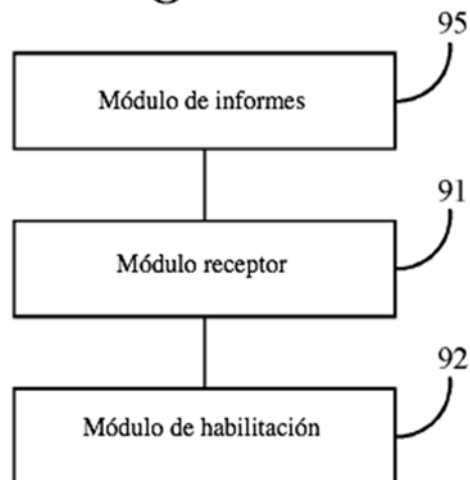 95
Módulo de informes
91
Módulo receptor
92
Módulo de habilitación